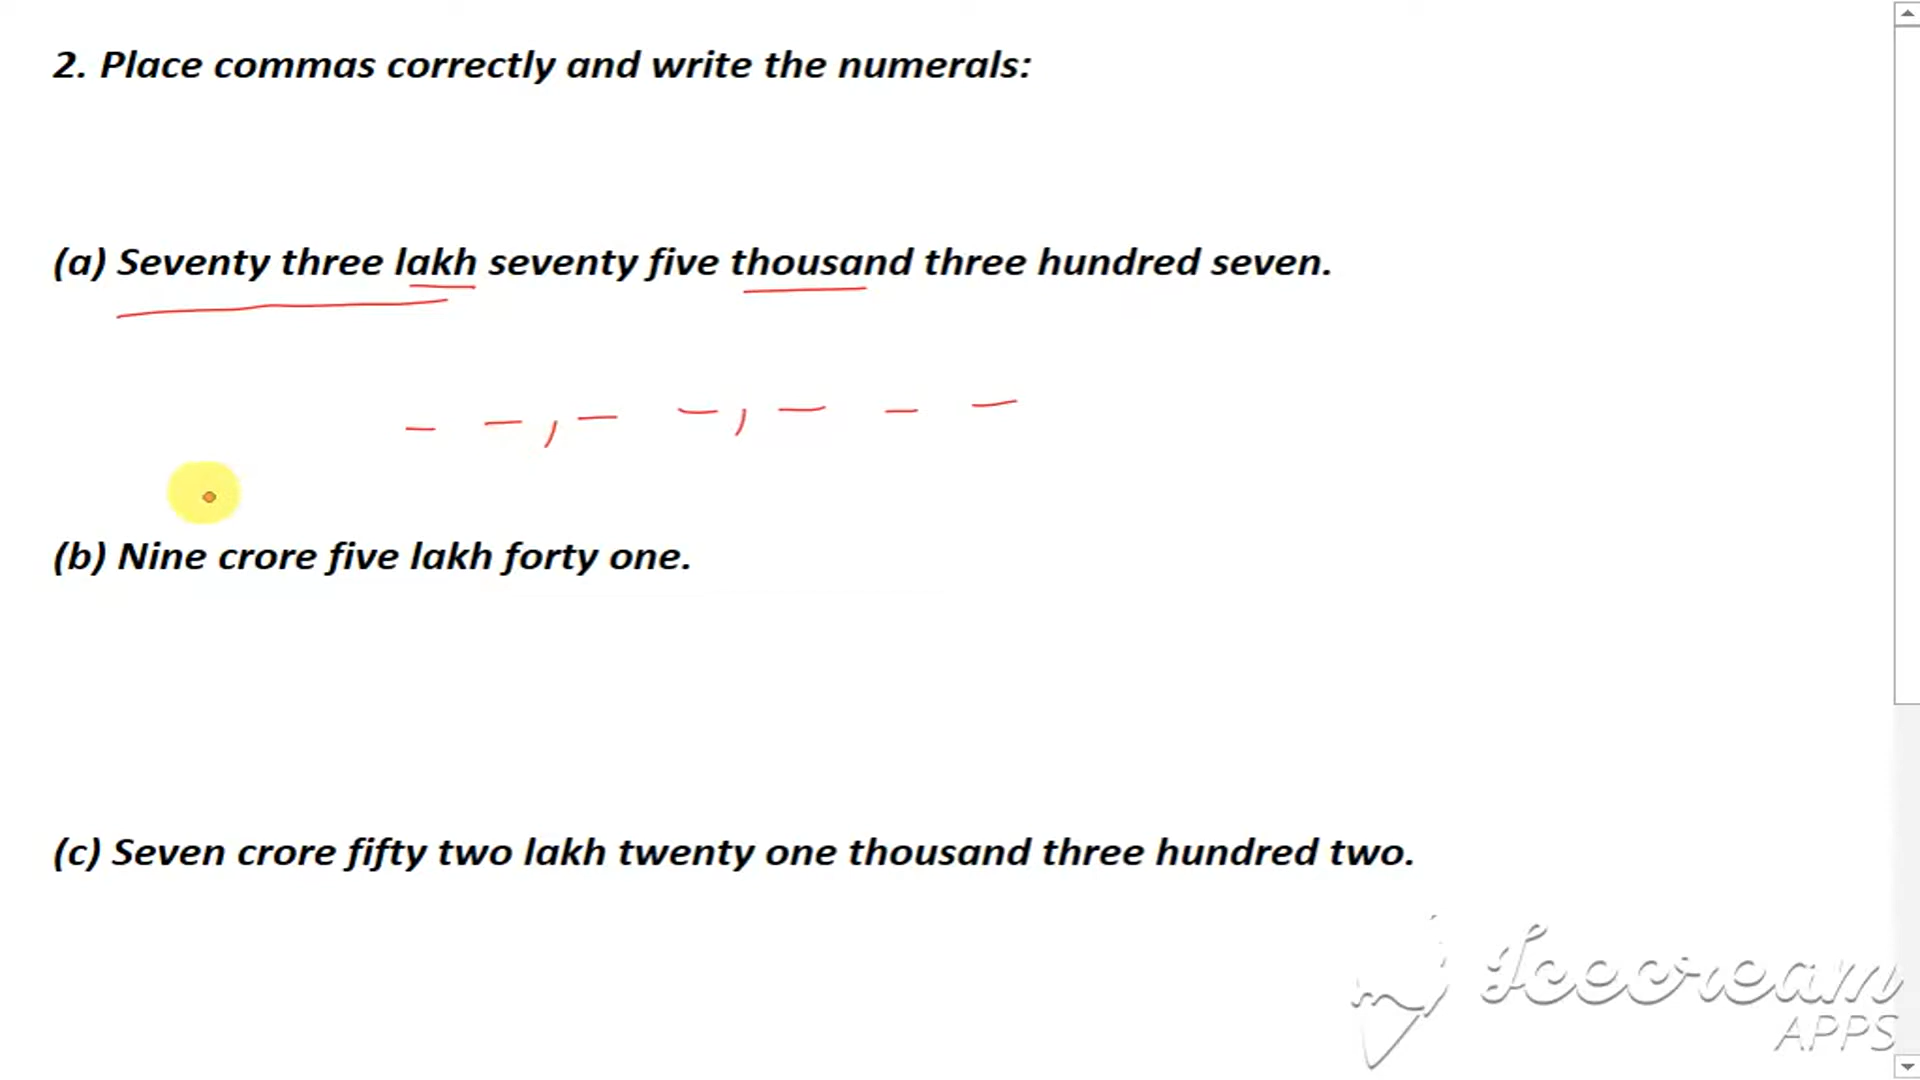 2. Place commas correctly and write the numerals:
(a) Seventy three lakh seventy five thousand three hundred seven.
_ _ , _ _ , _ _ _
(b) Nine crore five lakh forty one.
(c) Seven crore fifty two lakh twenty one thousand three hundred two.
Icecream
APPS